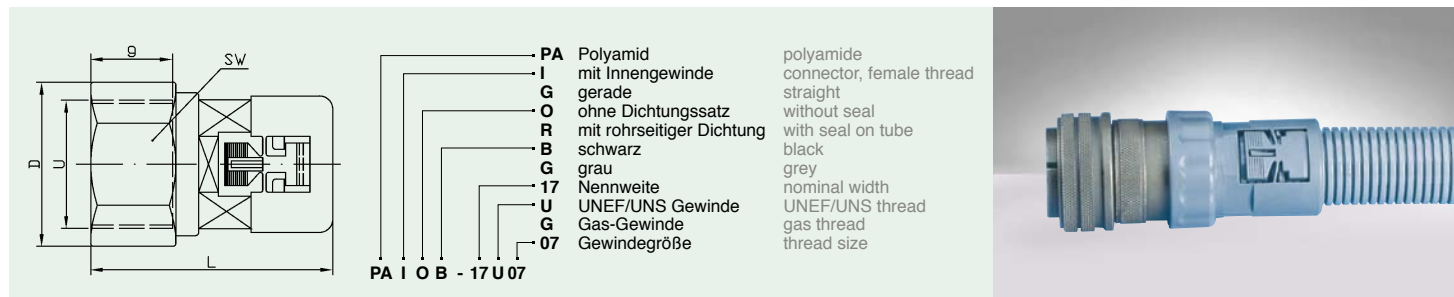 g
SW
D
U
L
PA Polyamid polyamide
I mit Innengewinde connector, female thread
G gerade straight
O ohne Dichtungssatz without seal
R mit rohrseitiger Dichtung with seal on tube
B schwarz black
G grau grey
17 Nennweite nominal width
U UNEF/UNS Gewinde UNEF/UNS thread
G Gas-Gewinde gas thread
07 Gewindegröße thread size
PA I O B - 17 U 07